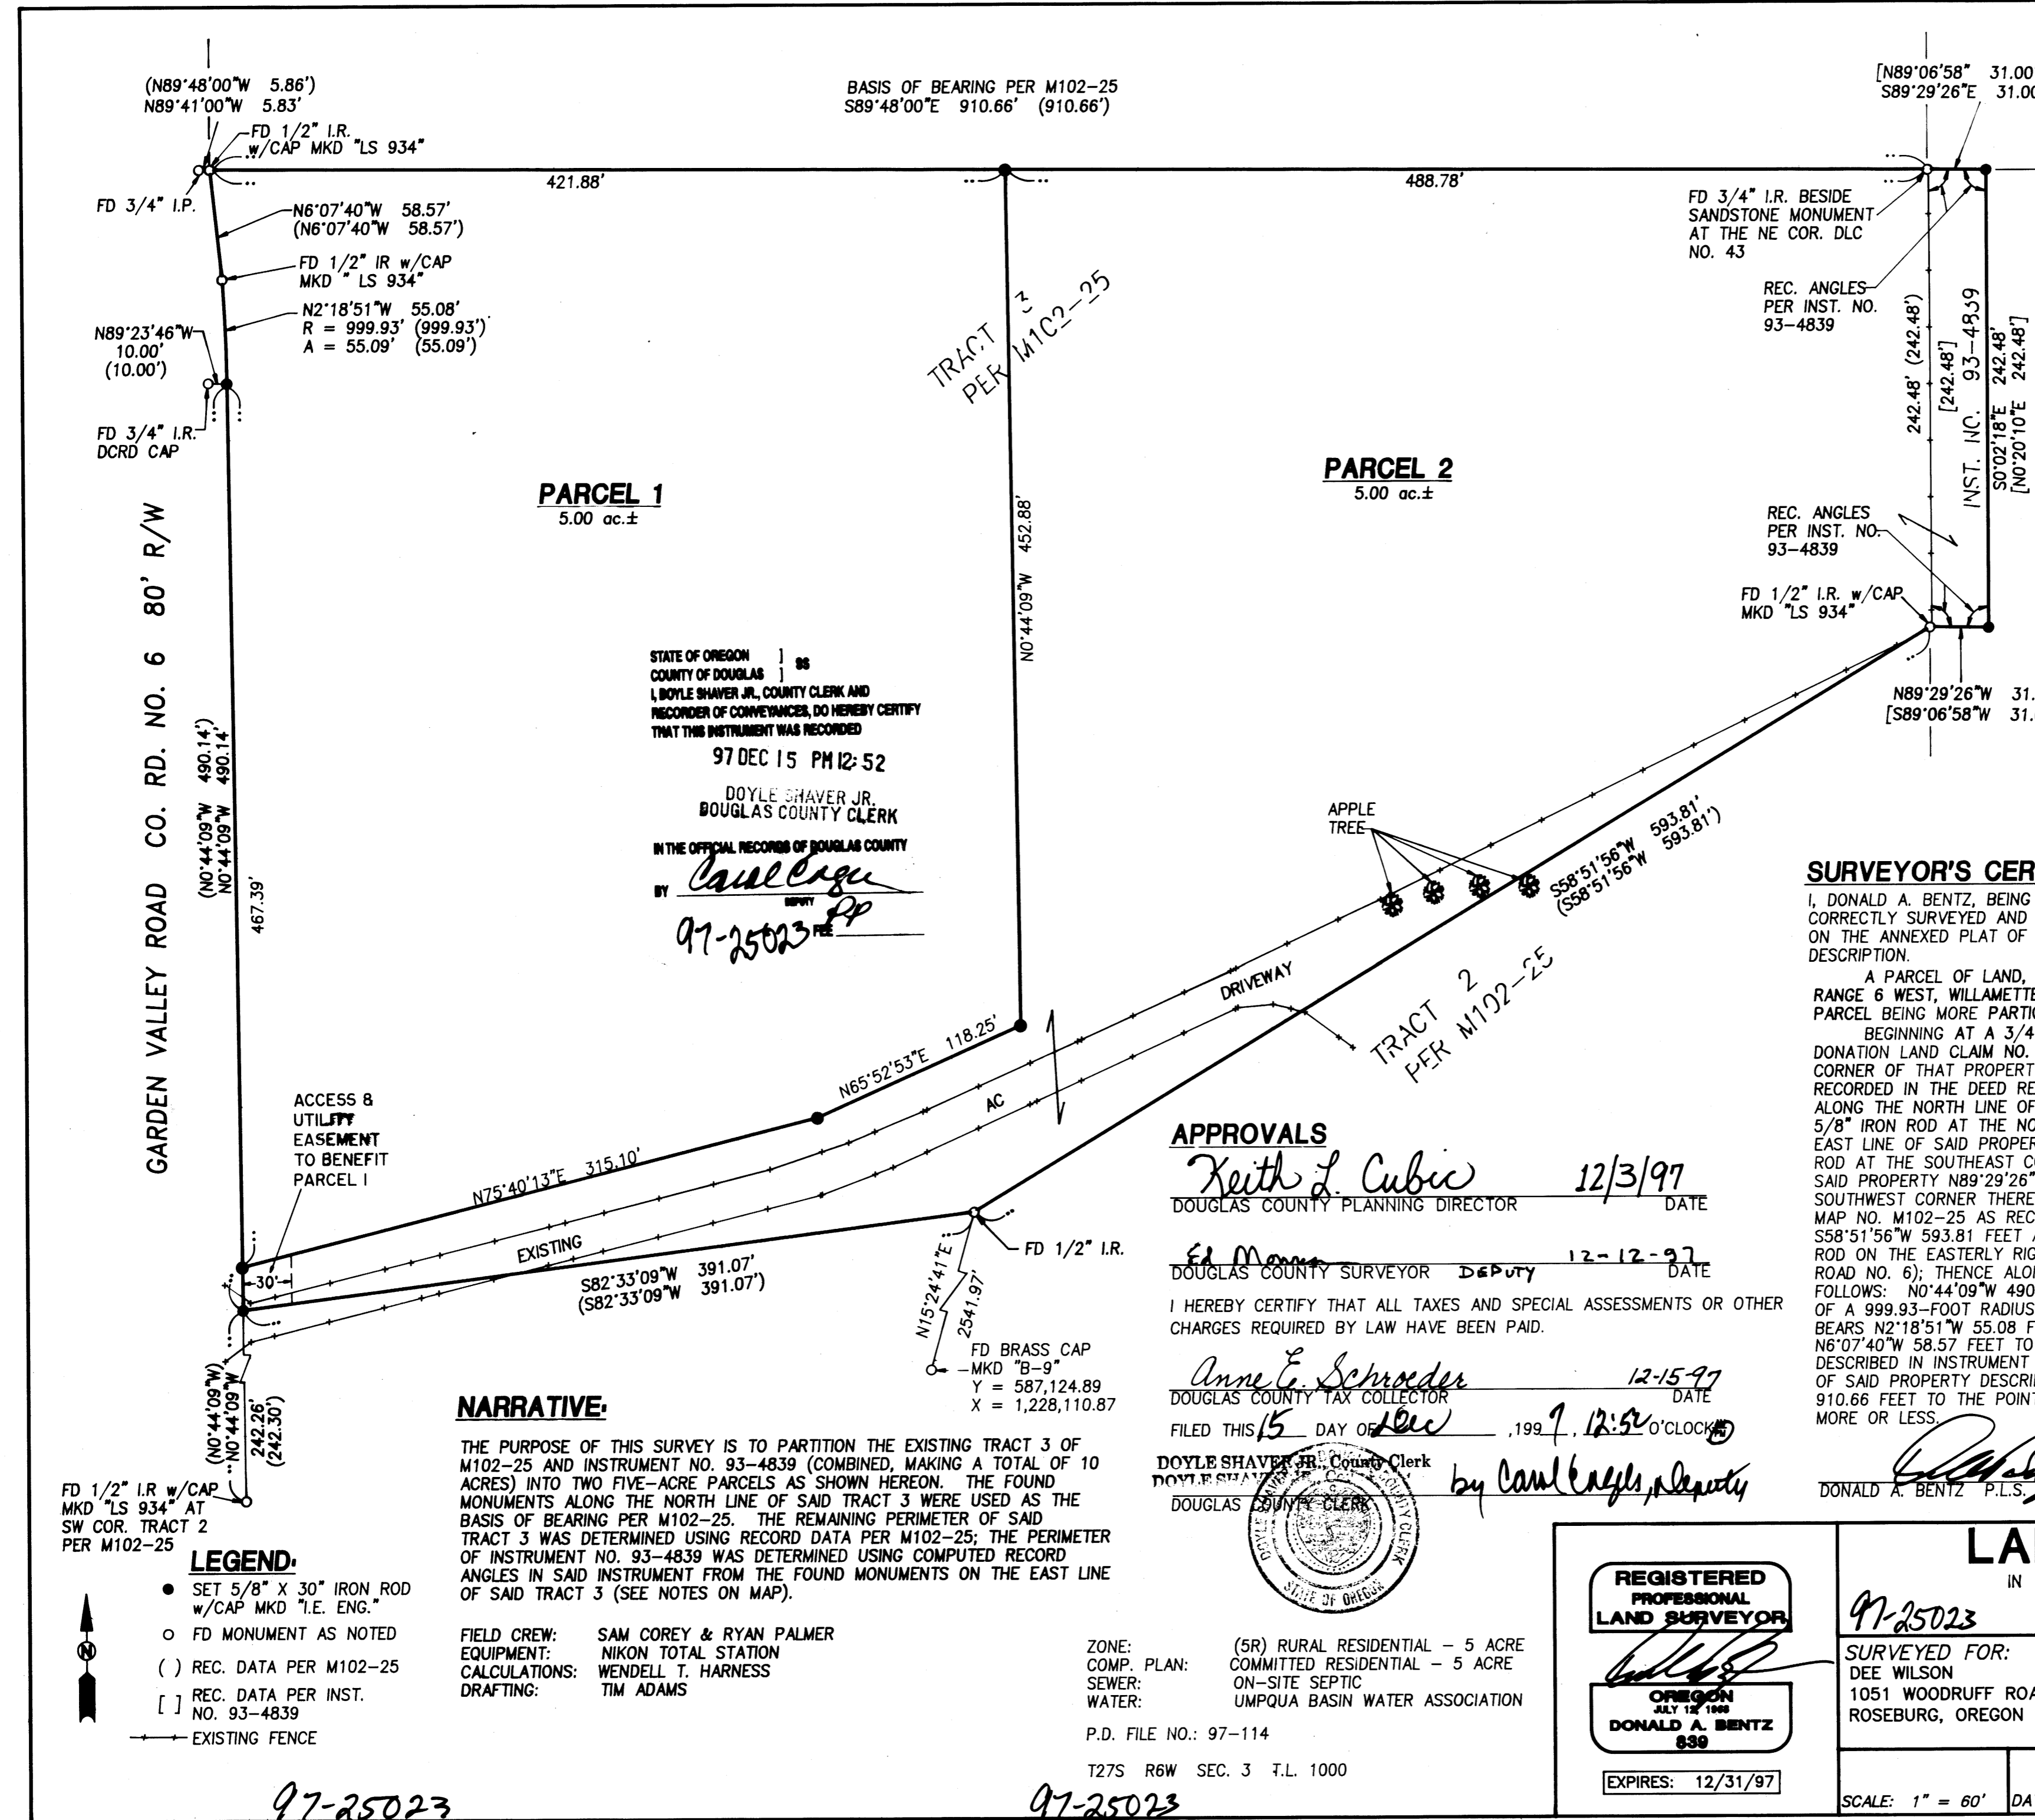 (N89°48'00"W 5.86')
N89°41'00"W 5.83'
FD 1/2" I.R.
w/CAP MKD "LS 934"
FD 3/4" I.P.
BASIS OF BEARING PER M102-25
S89°48'00"E 910.66' (910.66')
421.88'
488.78'
[N89°06'58" 31.00
S89°29'26"E 31.00
N6°07'40"W 58.57'
(N6°07'40"W 58.57')
FD 1/2" IR w/CAP
MKD " LS 934"
N2°18'51"W 55.08'
R = 999.93' (999.93')
A = 55.09' (55.09')
N89°23'46"W
10.00'
(10.00')
FD 3/4" I.R.
DCRD CAP
FD 3/4" I.R. BESIDE
SANDSTONE MONUMENT
AT THE NE COR. DLC
NO. 43
REC. ANGLES
PER INST. NO.
93-4839
242.48' (242.48')
[242.48']
INST. NO. 93-4839
S0°02'18"E 242.48'
[N0°20'10"E 242.48']
TRACT 3
PER M102-25
PARCEL 1
5.00 ac.±
PARCEL 2
5.00 ac.±
N0°44'09"W 452.88'
REC. ANGLES
PER INST. NO.
93-4839
FD 1/2" I.R. w/CAP
MKD "LS 934"
N89°29'26"W 31.
[S89°06'58"W 31.
GARDEN VALLEY ROAD CO. RD. NO. 6 80' R/W
(N0°44'09"W 490.14')
N0°44'09"W 490.14'
467.39'
STATE OF OREGON ] SS
COUNTY OF DOUGLAS ]
I, DOYLE SHAVER JR., COUNTY CLERK AND
RECORDER OF CONVEYANCES, DO HEREBY CERTIFY
THAT THIS INSTRUMENT WAS RECORDED
97 DEC 15 PM 12:52
DOYLE SHAVER JR.
DOUGLAS COUNTY CLERK
IN THE OFFICIAL RECORDS OF DOUGLAS COUNTY
BY
DEPUTY
97-25023 FEE PP
APPLE
TREE
S58°51'56"W 593.81'
(S58°51'56"W 593.81')
DRIVEWAY
TRACT 2
PER M102-25
AC
EXISTING
N65°52'53"E 118.25'
N75°40'13"E 315.10'
ACCESS &
UTILITY
EASEMENT
TO BENEFIT
PARCEL I
30'
S82°33'09"W 391.07'
(S82°33'09"W 391.07')
FD 1/2" I.R.
N15°24'41"E
2541.97'
FD BRASS CAP
MKD "B-9"
Y = 587,124.89
X = 1,228,110.87
(N0°44'09"W
N0°44'09"W
242.26'
(242.30')
FD 1/2" I.R w/CAP
MKD "LS 934" AT
SW COR. TRACT 2
PER M102-25
SURVEYOR'S CER
I, DONALD A. BENTZ, BEING
CORRECTLY SURVEYED AND
ON THE ANNEXED PLAT OF
DESCRIPTION.
A PARCEL OF LAND,
RANGE 6 WEST, WILLAMETTE
PARCEL BEING MORE PARTIC
BEGINNING AT A 3/4
DONATION LAND CLAIM NO.
CORNER OF THAT PROPERT
RECORDED IN THE DEED RE
ALONG THE NORTH LINE OF
5/8" IRON ROD AT THE NO
EAST LINE OF SAID PROPER
ROD AT THE SOUTHEAST CO
SAID PROPERTY N89°29'26"
SOUTHWEST CORNER THERE
MAP NO. M102-25 AS REC
S58°51'56"W 593.81 FEET A
ROD ON THE EASTERLY RIG
ROAD NO. 6); THENCE ALO
FOLLOWS: N0°44'09"W 490
OF A 999.93-FOOT RADIUS
BEARS N2°18'51"W 55.08 F
N6°07'40"W 58.57 FEET TO
DESCRIBED IN INSTRUMENT
OF SAID PROPERTY DESCRI
910.66 FEET TO THE POINT
MORE OR LESS.
DONALD A. BENTZ P.L.S.
APPROVALS
Keith L. Cubic 12/3/97
DOUGLAS COUNTY PLANNING DIRECTOR DATE
Ed 12-12-97
DOUGLAS COUNTY SURVEYOR DEPUTY DATE
I HEREBY CERTIFY THAT ALL TAXES AND SPECIAL ASSESSMENTS OR OTHER
CHARGES REQUIRED BY LAW HAVE BEEN PAID.
Anne E. Schroeder 12-15-97
DOUGLAS COUNTY TAX COLLECTOR DATE
FILED THIS 15 DAY OF Dec ,1997, 12:52 O'CLOCK
DOYLE SHAVER JR., County Clerk
by Carol Engels, Deputy
DOUGLAS COUNTY CLERK
STATE OF OREGON
NARRATIVE:
THE PURPOSE OF THIS SURVEY IS TO PARTITION THE EXISTING TRACT 3 OF
M102-25 AND INSTRUMENT NO. 93-4839 (COMBINED, MAKING A TOTAL OF 10
ACRES) INTO TWO FIVE-ACRE PARCELS AS SHOWN HEREON. THE FOUND
MONUMENTS ALONG THE NORTH LINE OF SAID TRACT 3 WERE USED AS THE
BASIS OF BEARING PER M102-25. THE REMAINING PERIMETER OF SAID
TRACT 3 WAS DETERMINED USING RECORD DATA PER M102-25; THE PERIMETER
OF INSTRUMENT NO. 93-4839 WAS DETERMINED USING COMPUTED RECORD
ANGLES IN SAID INSTRUMENT FROM THE FOUND MONUMENTS ON THE EAST LINE
OF SAID TRACT 3 (SEE NOTES ON MAP).
FIELD CREW: SAM COREY & RYAN PALMER
EQUIPMENT: NIKON TOTAL STATION
CALCULATIONS: WENDELL T. HARNESS
DRAFTING: TIM ADAMS
LEGEND:
SET 5/8" X 30" IRON ROD
w/CAP MKD "I.E. ENG."
FD MONUMENT AS NOTED
( ) REC. DATA PER M102-25
[ ] REC. DATA PER INST.
NO. 93-4839
EXISTING FENCE
N
ZONE: (5R) RURAL RESIDENTIAL - 5 ACRE
COMP. PLAN: COMMITTED RESIDENTIAL - 5 ACRE
SEWER: ON-SITE SEPTIC
WATER: UMPQUA BASIN WATER ASSOCIATION
P.D. FILE NO.: 97-114
T27S R6W SEC. 3 T.L. 1000
REGISTERED
PROFESSIONAL
LAND SURVEYOR
OREGON
JULY 12, 1968
DONALD A. BENTZ
839
EXPIRES: 12/31/97
LA
IN
97-25023
SURVEYED FOR:
DEE WILSON
1051 WOODRUFF ROA
ROSEBURG, OREGON
SCALE: 1" = 60' DA
97-25023
97-25023